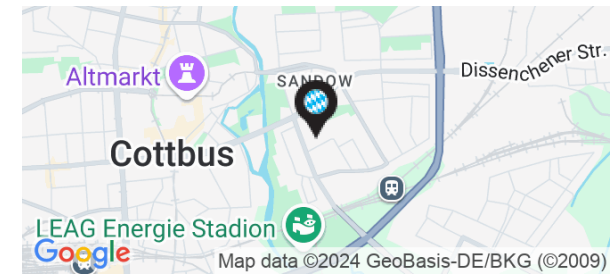 SANDOW
Dissenchener Str.
Altmarkt
Cottbus
LEAG Energie Stadion
Google
Map data ©2024 GeoBasis-DE/BKG (©2009)